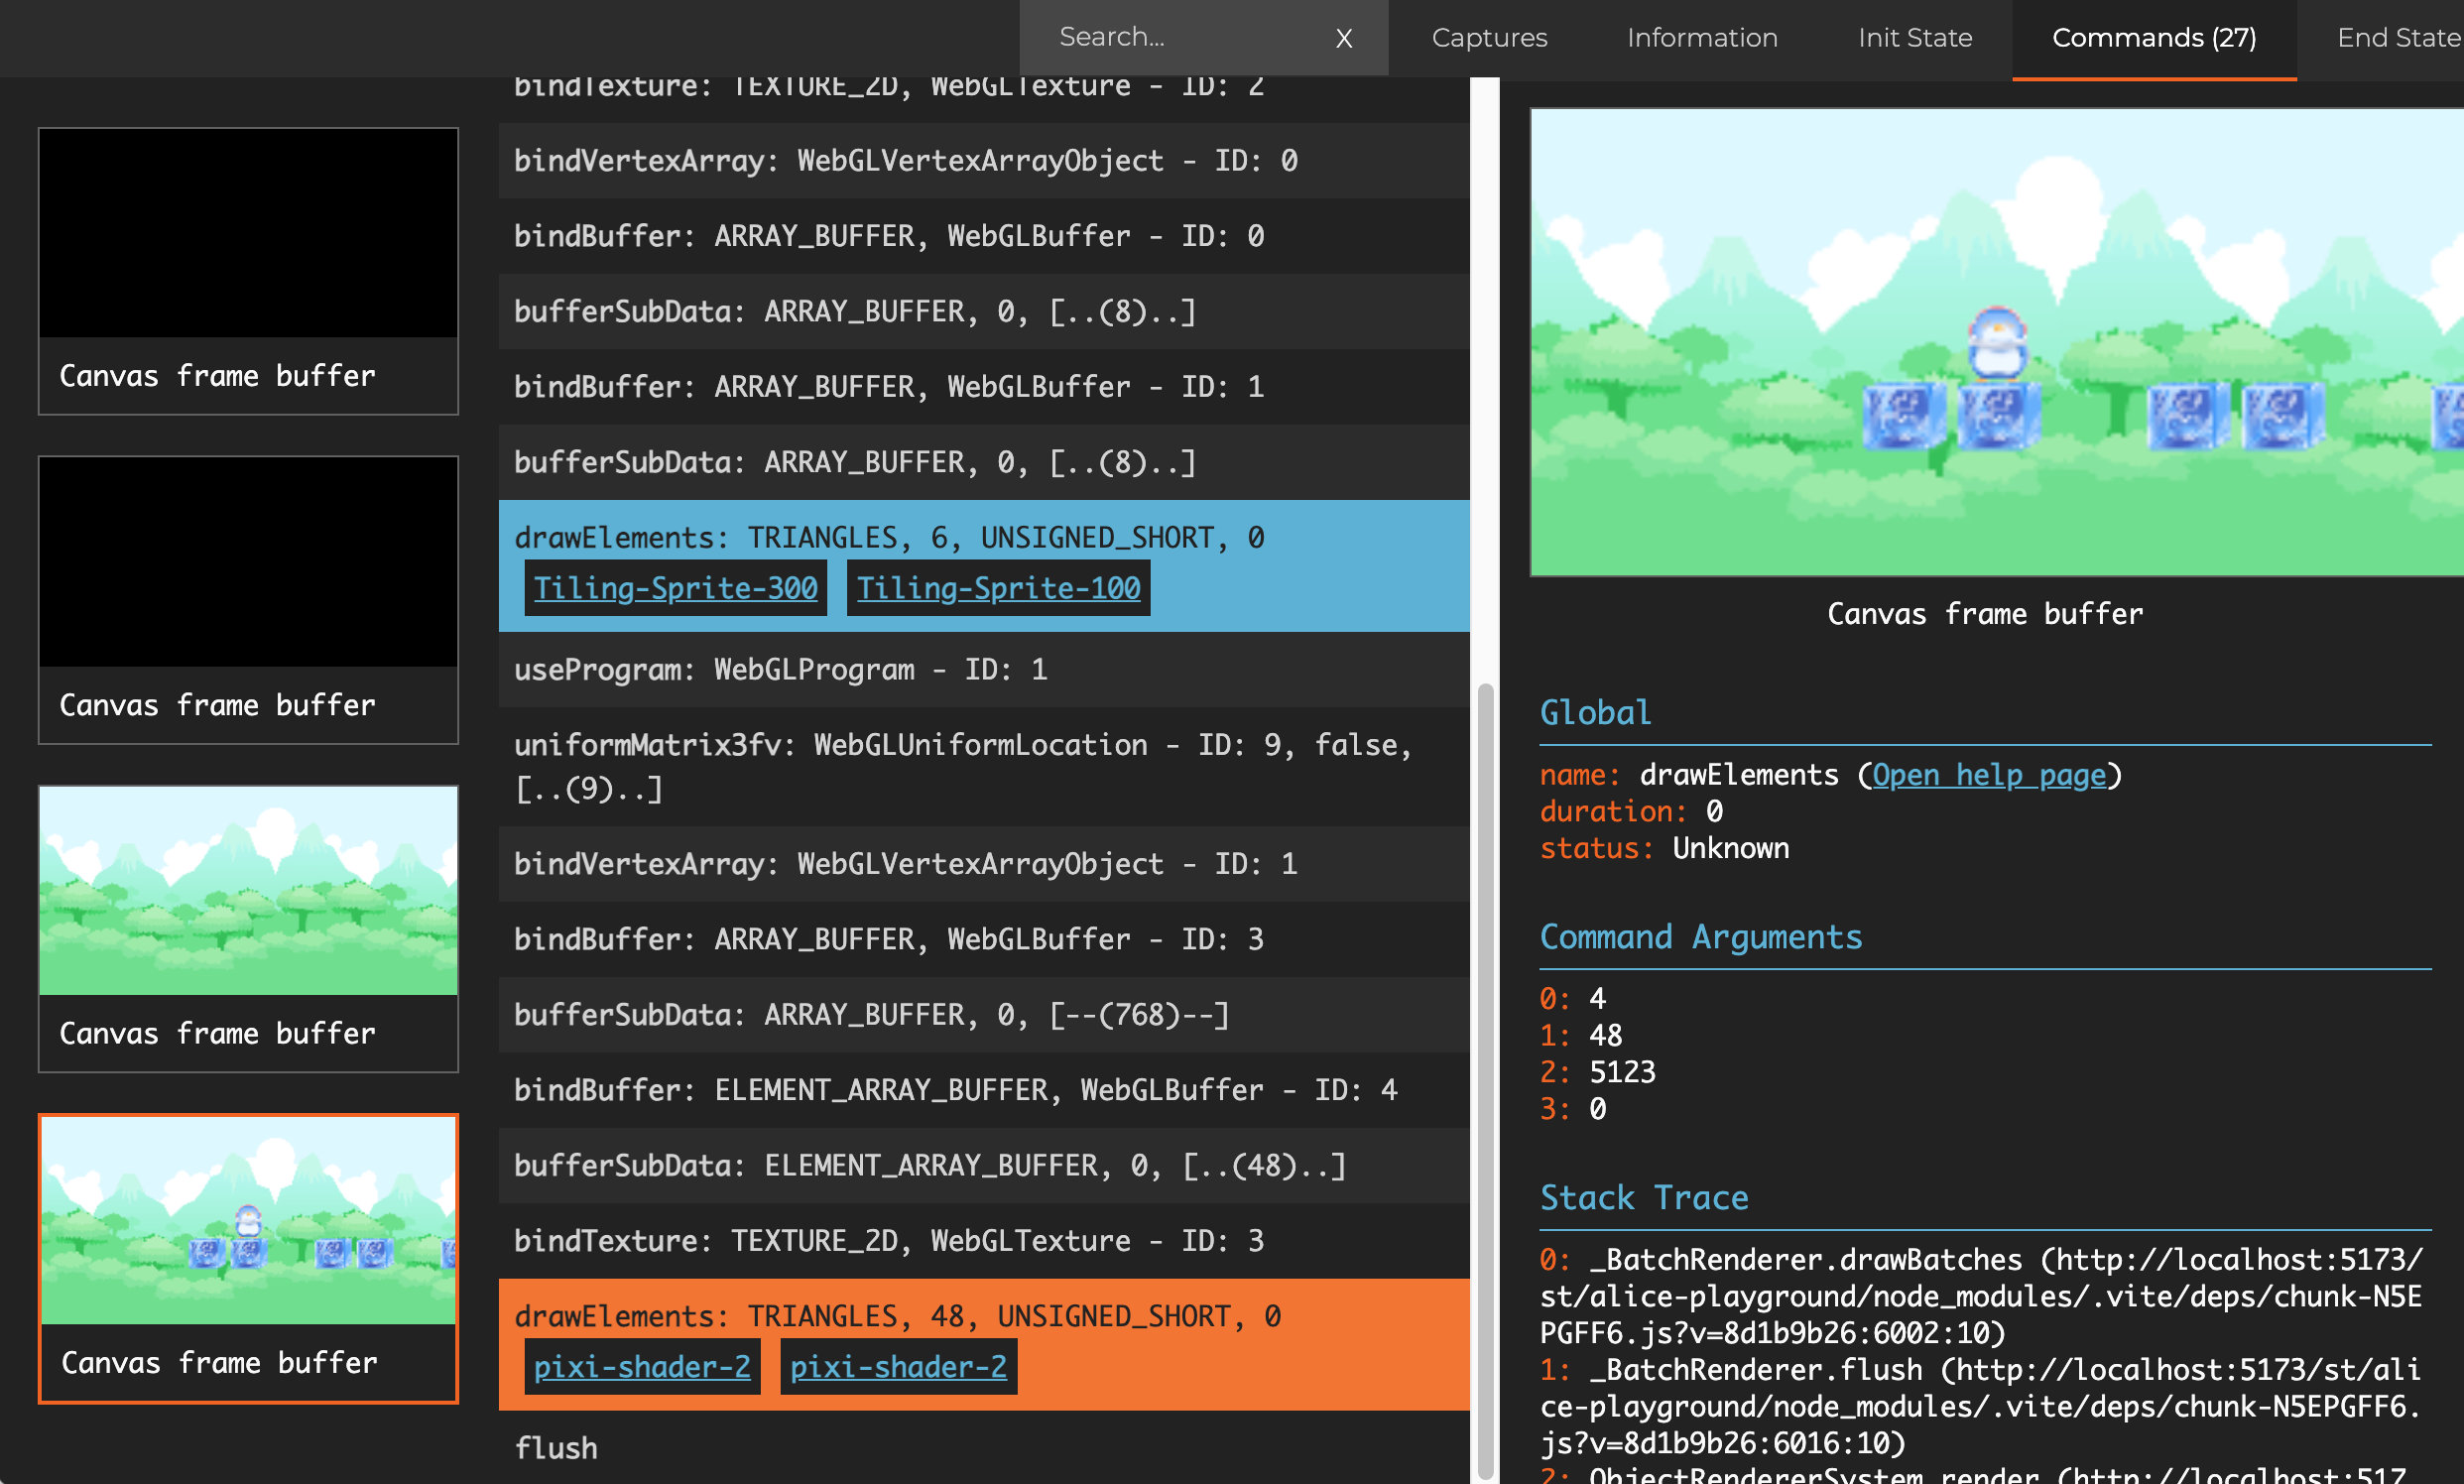 Search...
X
Captures
Information
Init State
Commands (27)
End State
Canvas frame buffer
Canvas frame buffer
Canvas frame buffer
Canvas frame buffer
bindTexture: TEXTURE_2D, WebGLTexture - ID: 2
bindVertexArray: WebGLVertexArrayObject - ID: 0
bindBuffer: ARRAY_BUFFER, WebGLBuffer - ID: 0
bufferSubData: ARRAY_BUFFER, 0, [..(8)..]
bindBuffer: ARRAY_BUFFER, WebGLBuffer - ID: 1
bufferSubData: ARRAY_BUFFER, 0, [..(8)..]
drawElements: TRIANGLES, 6, UNSIGNED_SHORT, 0
Tiling-Sprite-300 Tiling-Sprite-100
useProgram: WebGLProgram - ID: 1
uniformMatrix3fv: WebGLUniformLocation - ID: 9, false,
[..(9)..]
bindVertexArray: WebGLVertexArrayObject - ID: 1
bindBuffer: ARRAY_BUFFER, WebGLBuffer - ID: 3
bufferSubData: ARRAY_BUFFER, 0, [--(768)--]
bindBuffer: ELEMENT_ARRAY_BUFFER, WebGLBuffer - ID: 4
bufferSubData: ELEMENT_ARRAY_BUFFER, 0, [..(48)..]
bindTexture: TEXTURE_2D, WebGLTexture - ID: 3
drawElements: TRIANGLES, 48, UNSIGNED_SHORT, 0
pixi-shader-2 pixi-shader-2
flush
Canvas frame buffer
Global
name: drawElements (Open help page)
duration: 0
status: Unknown
Command Arguments
0: 4
1: 48
2: 5123
3: 0
Stack Trace
0: _BatchRenderer.drawBatches (http://localhost:5173/
st/alice-playground/node_modules/.vite/deps/chunk-N5E
PGFF6.js?v=8d1b9b26:6002:10)
1: _BatchRenderer.flush (http://localhost:5173/st/ali
ce-playground/node_modules/.vite/deps/chunk-N5EPGFF6.
js?v=8d1b9b26:6016:10)
2: ObjectRendererSystem.render (http://localhost:517